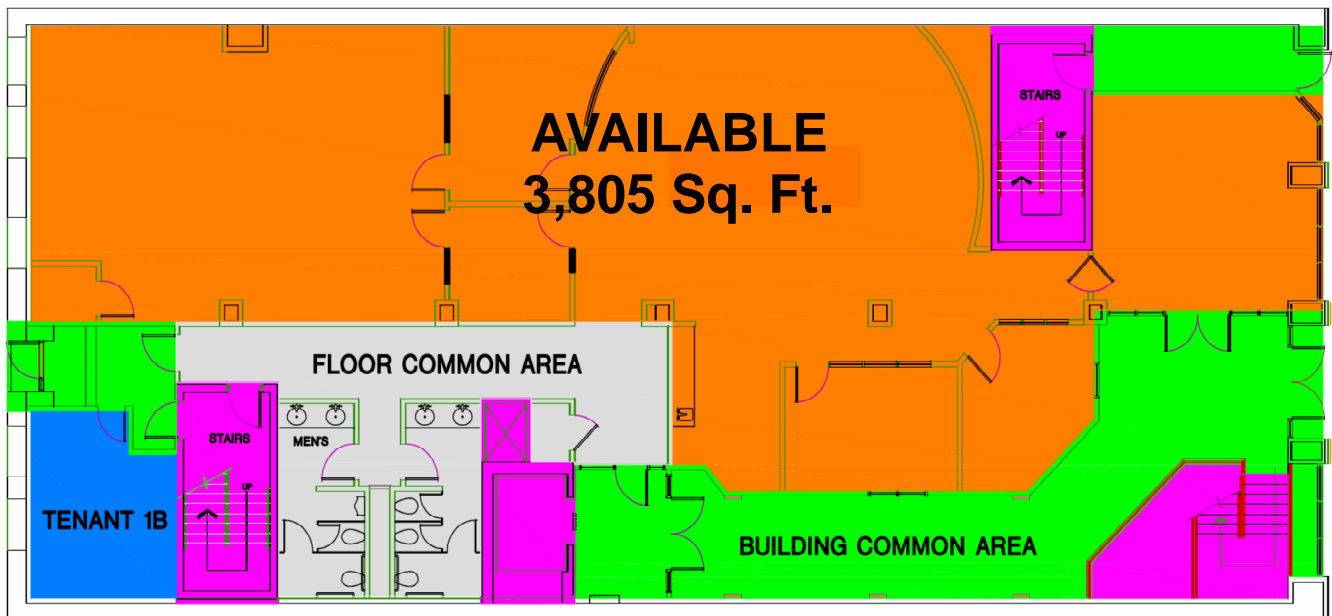 AVAILABLE
3,805 Sq. Ft.
STAIRS
UP
FLOOR COMMON AREA
STAIRS
MEN'S
UP
TENANT 1B
BUILDING COMMON AREA